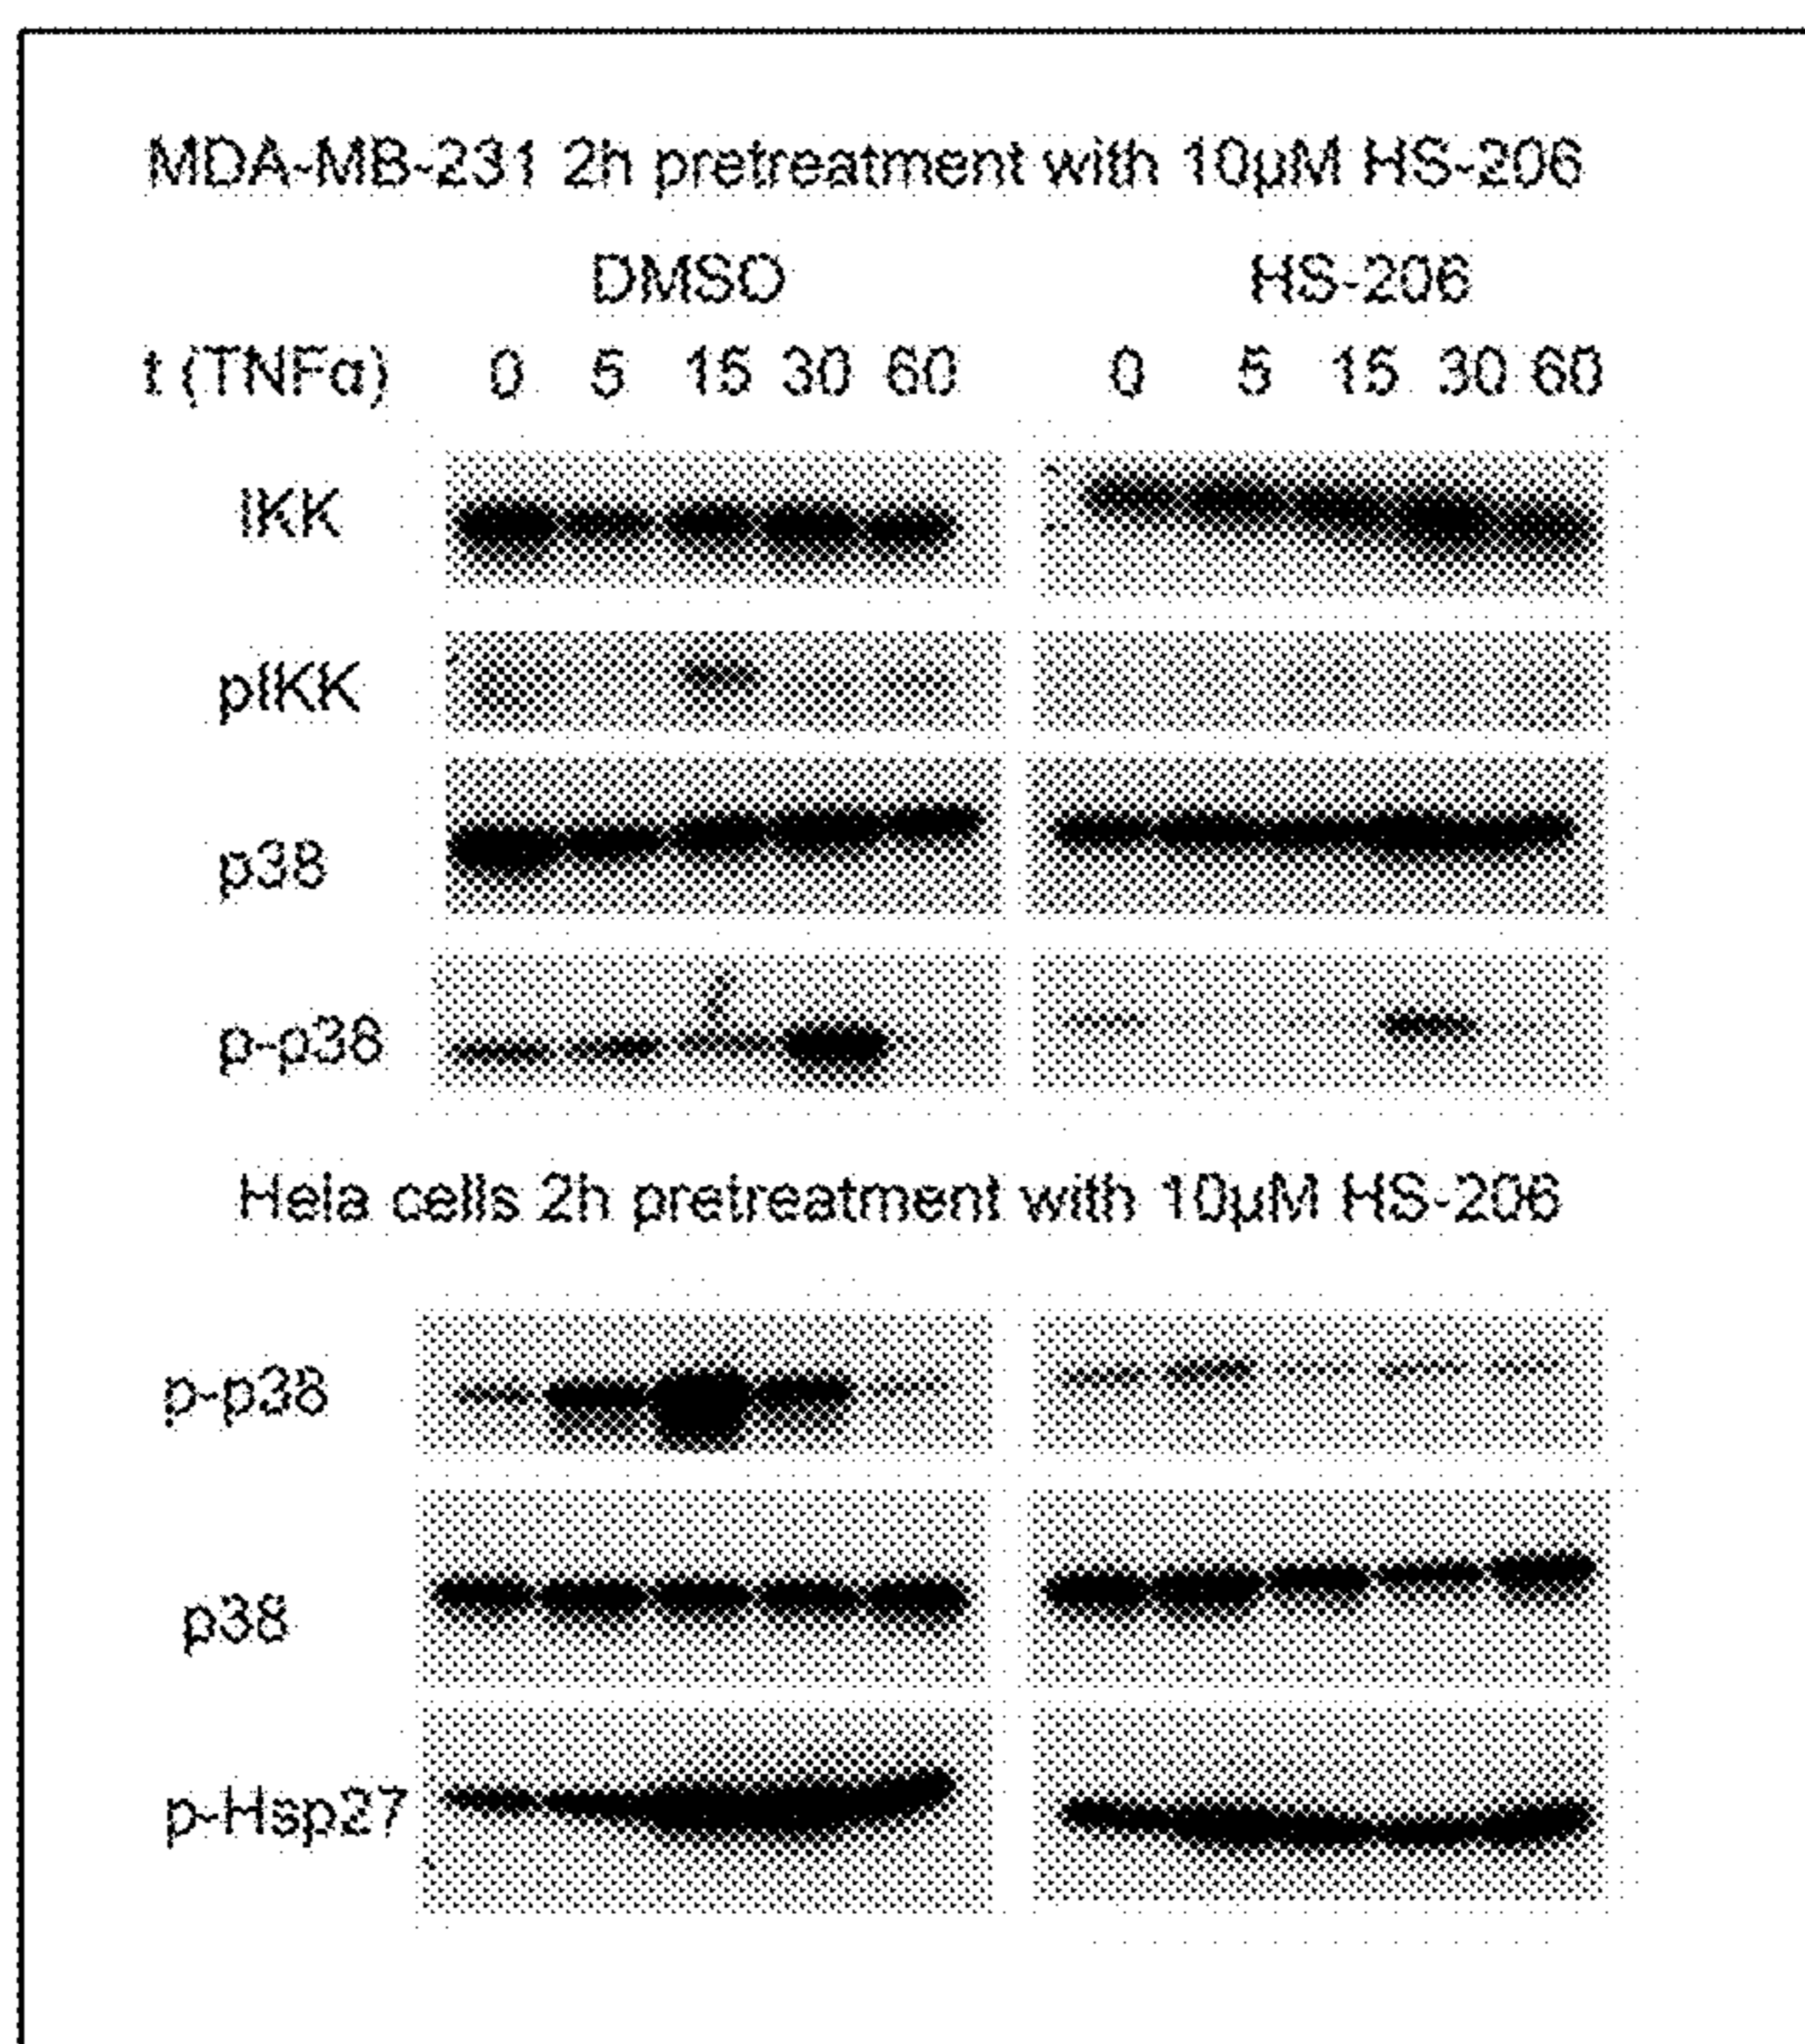 MDA-MB-231 2h pretreatment with 10µM HS-206
DMSO HS-206
t (TNFα) 0 5 15 30 60 0 5 15 30 60
IKK
pIKK
p38
p-p38
Hela cells 2h pretreatment with 10µM HS-206
p-p38
p38
p-Hsp27